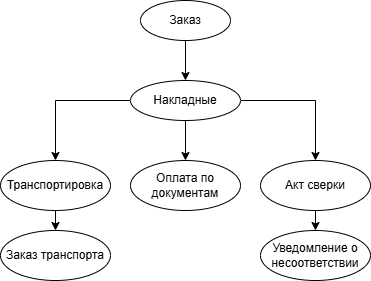 Заказ
Накладные
Транспортировка
Оплата по
документам
Акт сверки
Заказ транспорта
Уведомление о
несоответствии